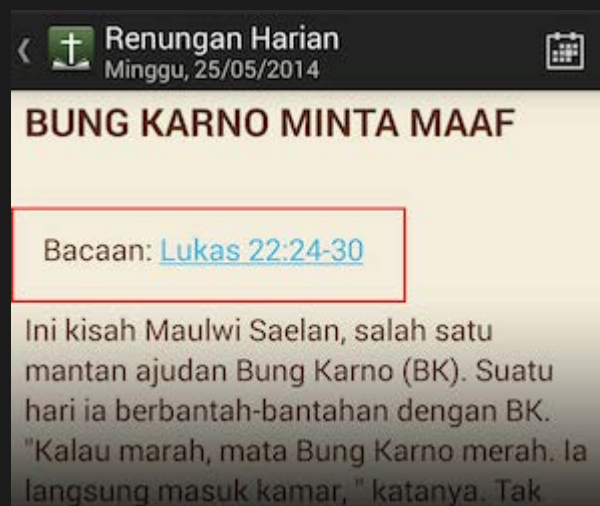 Renungan Harian
Minggu, 25/05/2014
BUNG KARNO MINTA MAAF
Bacaan: Lukas 22:24-30
Ini kisah Maulwi Saelan, salah satu
mantan ajudan Bung Karno (BK). Suatu
hari ia berbantah-bantahan dengan BK.
"Kalau marah, mata Bung Karno merah. Ia
langsung masuk kamar, " katanya. Tak